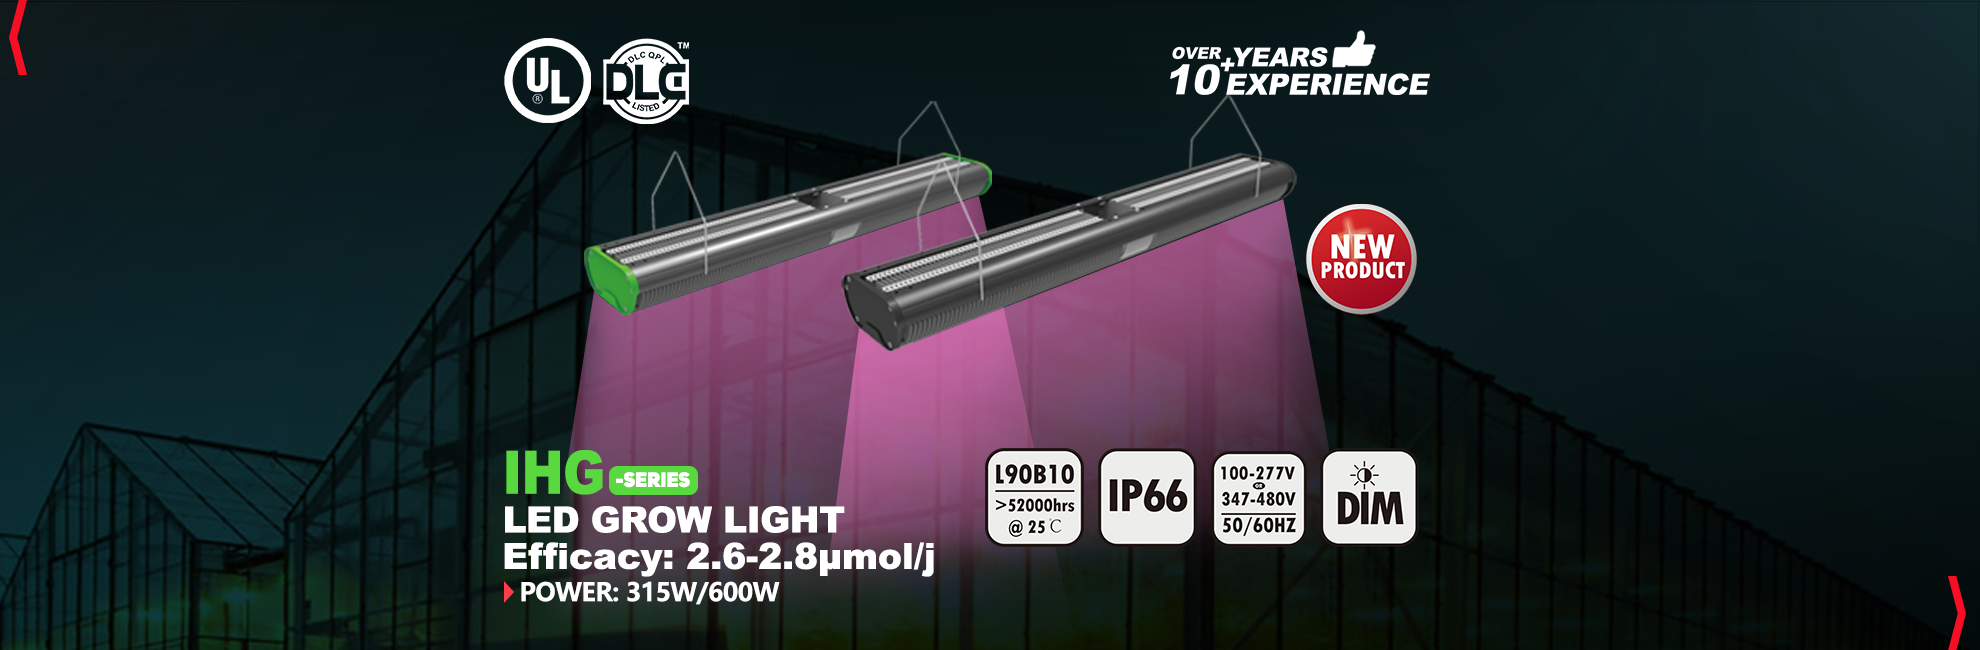 UL
®
DLC QPL
DLC
LISTED
™
OVER
10+
YEARS
EXPERIENCE
NEW
PRODUCT
IHG
-SERIES
LED GROW LIGHT
Efficacy: 2.6-2.8µmol/j
POWER: 315W/600W
L90B10
>52000hrs
@ 25℃
IP66
100-277V
OR
347-480V
50/60HZ
DIM